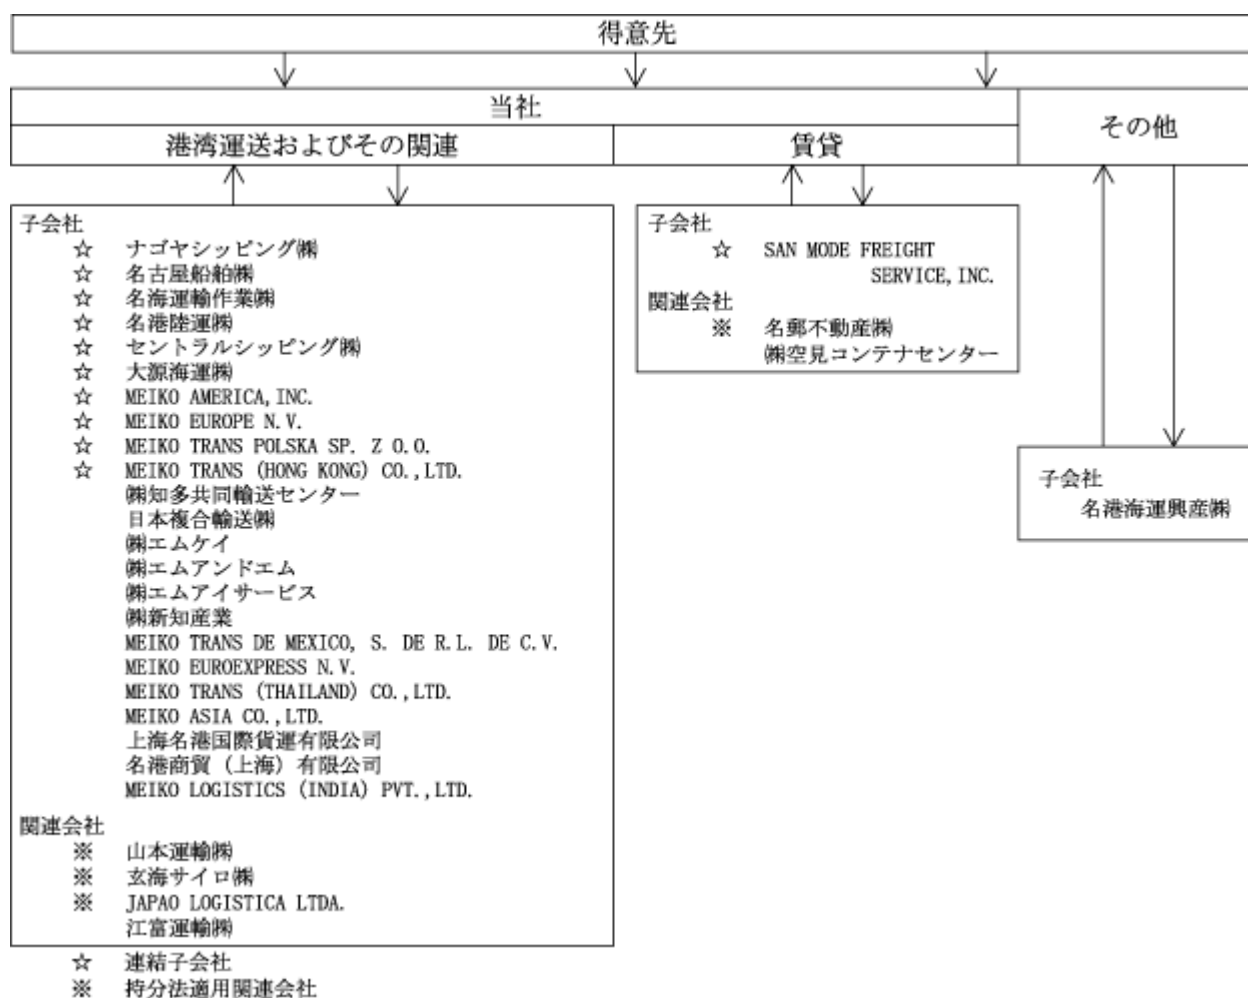 得意先
当社
その他
港湾運送およびその関連
賃貸
子会社
☆ ナゴヤシッピング㈱
☆ 名古屋船舶㈱
☆ 名海運輸作業㈱
☆ 名港陸運㈱
☆ セントラルシッピング㈱
☆ 大源海運㈱
☆ MEIKO AMERICA,INC.
☆ MEIKO EUROPE N.V.
☆ MEIKO TRANS POLSKA SP. Z O.O.
☆ MEIKO TRANS (HONG KONG) CO.,LTD.
㈱知多共同輸送センター
日本複合輸送㈱
㈱エムケイ
㈱エムアンドエム
㈱エムアイサービス
㈱新知産業
MEIKO TRANS DE MEXICO, S. DE R.L. DE C.V.
MEIKO EUROEXPRESS N.V.
MEIKO TRANS (THAILAND) CO.,LTD.
MEIKO ASIA CO.,LTD.
上海名港国際貨運有限公司
名港商貿（上海）有限公司
MEIKO LOGISTICS (INDIA) PVT.,LTD.
関連会社
※ 山本運輸㈱
※ 玄海サイロ㈱
※ JAPAO LOGISTICA LTDA.
江富運輸㈱
子会社
☆ SAN MODE FREIGHT
SERVICE,INC.
関連会社
※ 名郵不動産㈱
㈱空見コンテナセンター
子会社
名港海運興産㈱
☆ 連結子会社
※ 持分法適用関連会社